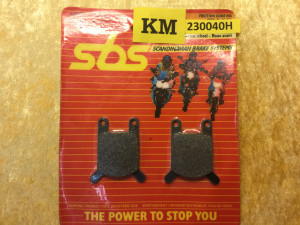 KM
230040H
sbs
SCANDINAVIAN BRAKE SYSTEMS
THE POWER TO STOP YOU